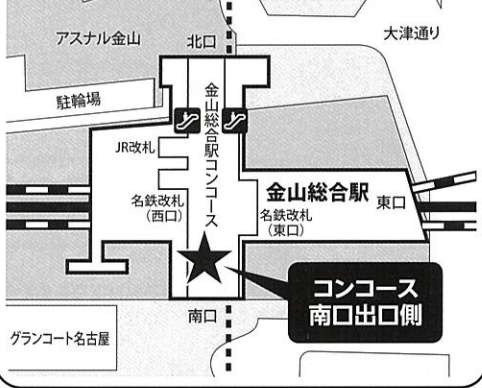 アスナル金山
北口
大津通り
駐輪場
金山総合駅コンコース
JR改札
名鉄改札
(西口)
金山総合駅
東口
名鉄改札
(東口)
コンコース
南口出口側
南口
グランコート名古屋